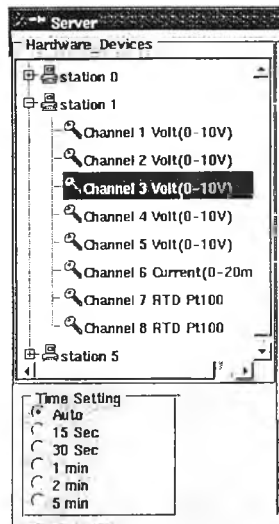 Server
Hardware Devices
station 0
station 1
Channel 1 Volt(0-10V)
Channel 2 Volt(0-10V)
Channel 3 Volt(0-10V)
Channel 4 Volt(0-10V)
Channel 5 Volt(0-10V)
Channel 6 Current(0-20m
Channel 7 RTD Pt100
Channel 8 RTD Pt100
station 5
Time Setting
Auto
15 Sec
30 Sec
1 min
2 min
5 min